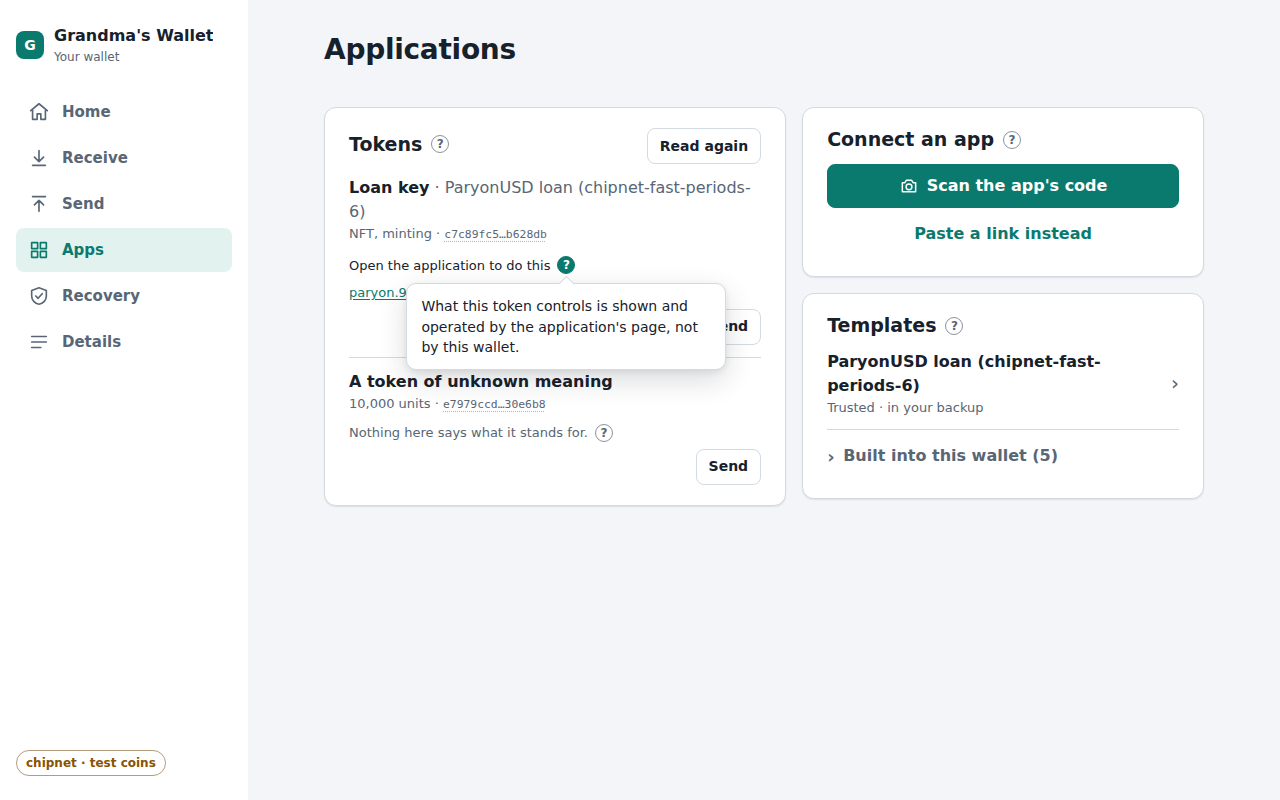 G
Grandma's Wallet
Your wallet
Home
Receive
Send
Apps
Recovery
Details
chipnet · test coins
Applications
Tokens ?
Read again
Loan key · ParyonUSD loan (chipnet-fast-periods-
6)
NFT, minting · c7c89fc5…b628db
Open the application to do this ?
paryon.9
What this token controls is shown and
operated by the application's page, not
by this wallet.
A token of unknown meaning
10,000 units · e7979ccd…30e6b8
Nothing here says what it stands for. ?
Send
Connect an app ?
Scan the app's code
Paste a link instead
Templates ?
ParyonUSD loan (chipnet-fast-
periods-6)
Trusted · in your backup
›
› Built into this wallet (5)